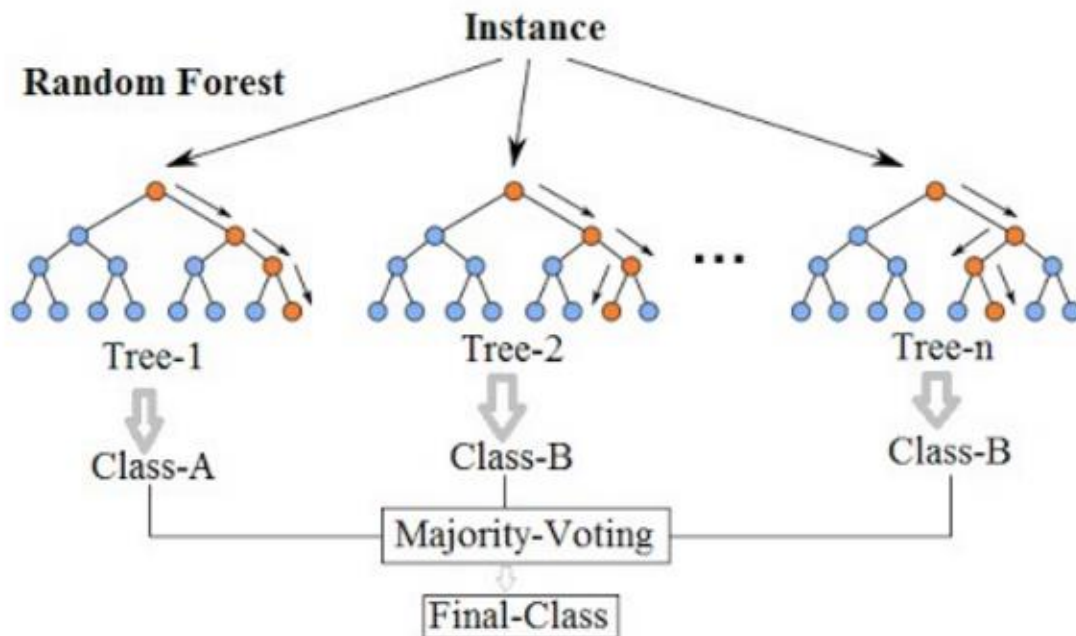 Instance
Random Forest
...
Tree-1
Tree-2
Tree-n
Class-A
Class-B
Class-B
Majority-Voting
Final-Class